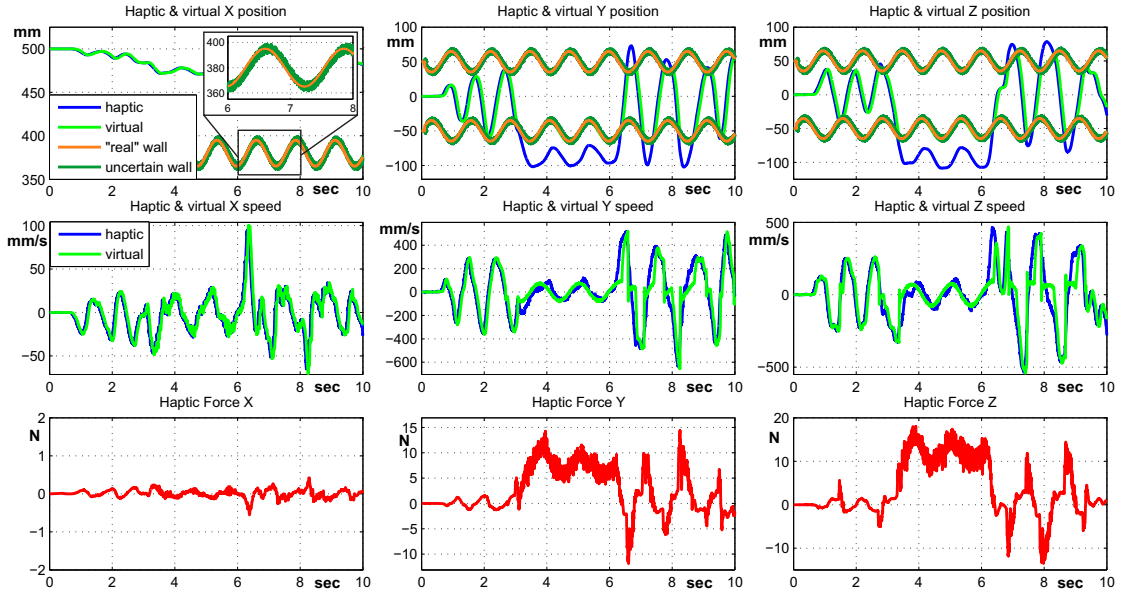 Haptic & virtual X position
mm
500
450
400
350
400
380
360
6
7
8
haptic
virtual
"real" wall
uncertain wall
0 2 4 6 8 10
sec
Haptic & virtual Y position
mm
100
50
0
−50
−100
0 2 4 6 8 10
sec
Haptic & virtual Z position
mm
100
50
0
−50
−100
0 2 4 6 8 10
sec
Haptic & virtual X speed
mm/s
100
50
0
−50
haptic
virtual
0 2 4 6 8 10
sec
Haptic & virtual Y speed
mm/s
400
200
0
−200
−400
−600
0 2 4 6 8 10
sec
Haptic & virtual Z speed
mm/s
500
0
−500
0 2 4 6 8 10
sec
Haptic Force X
N
2
1
0
−1
−2
0 2 4 6 8 10
sec
Haptic Force Y
N
15
10
5
0
−5
−10
0 2 4 6 8 10
sec
Haptic Force Z
N
20
10
0
−10
0 2 4 6 8 10
sec